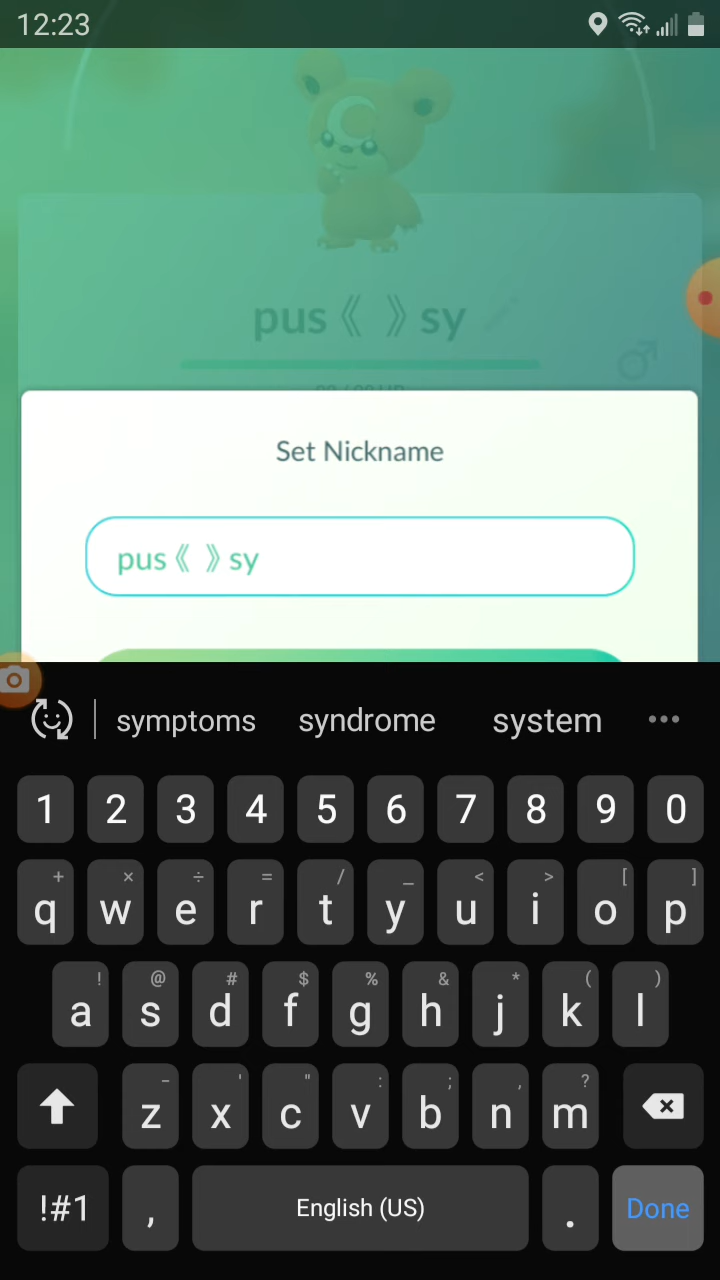 12:23
pus《 》sy
Set Nickname
pus《 》sy
symptoms syndrome system •••
1 2 3 4 5 6 7 8 9 0
+ × ÷ = / _ < > [ ]
q w e r t y u i o p
! @ # $ % & * ( )
a s d f g h j k l
- ' " : ; , ?
z x c v b n m
!#1 , English (US) . Done